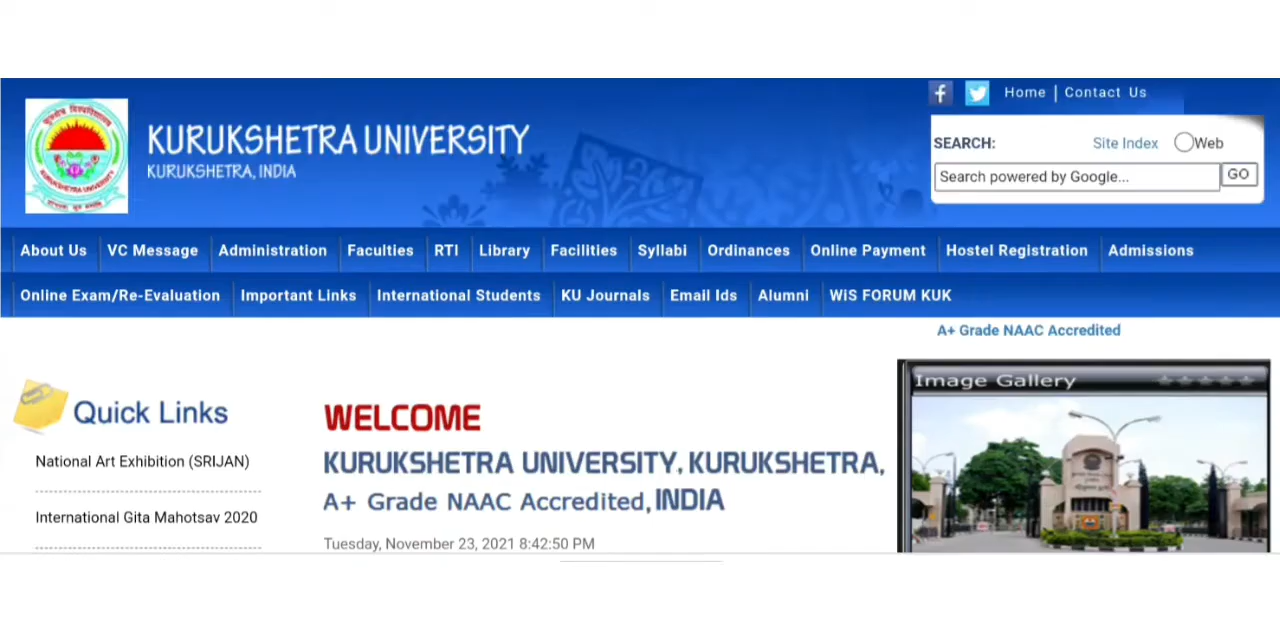 Home | Contact Us
KURUKSHETRA UNIVERSITY
KURUKSHETRA, INDIA
SEARCH: Site Index Web
Search powered by Google... GO
About Us VC Message Administration Faculties RTI Library Facilities Syllabi Ordinances Online Payment Hostel Registration Admissions
Online Exam/Re-Evaluation Important Links International Students KU Journals Email Ids Alumni WiS FORUM KUK
A+ Grade NAAC Accredited
Image Gallery
Quick Links
National Art Exhibition (SRIJAN)
International Gita Mahotsav 2020
WELCOME
KURUKSHETRA UNIVERSITY, KURUKSHETRA,
A+ Grade NAAC Accredited, INDIA
Tuesday, November 23, 2021 8:42:50 PM